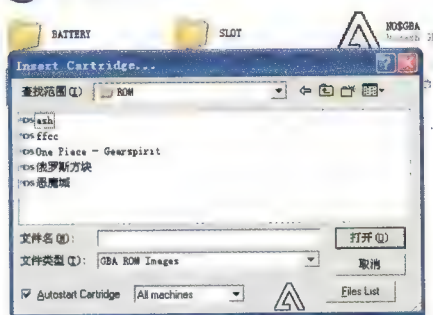 BATTERY
SLOT
NO$GBA
Insert Cartridge...
查找范围(I)
ROM
ash
ffcc
One Piece - Gearspirit
俄罗斯方块
恶魔城
文件名(N):
打开(O)
文件类型(T):
GBA ROM Images
取消
Autostart Cartridge
All machines
Files List